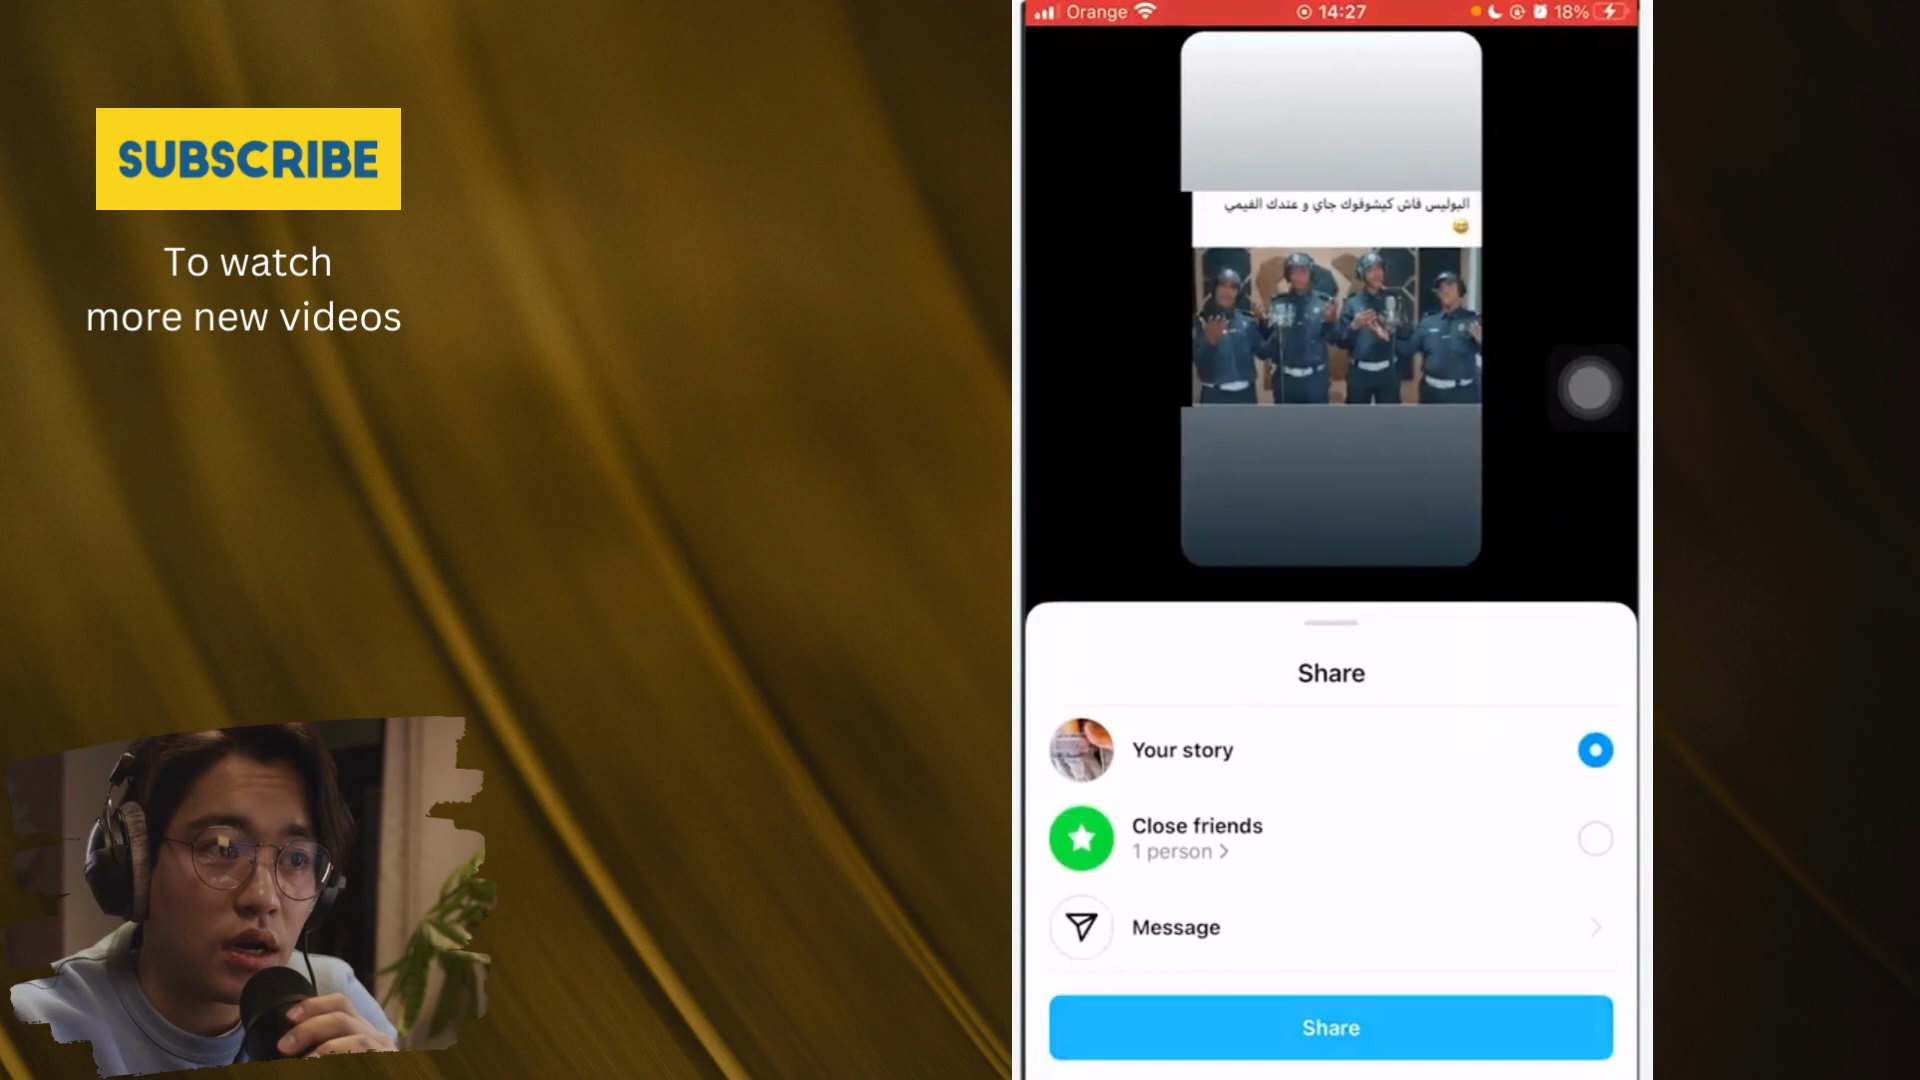 SUBSCRIBE
To watch
more new videos
Orange
14:27
18%
البوليس فاش كيشوفوك جاي و عندك الفيمي
😂
Share
Your story
Close friends
1 person >
Message
Share